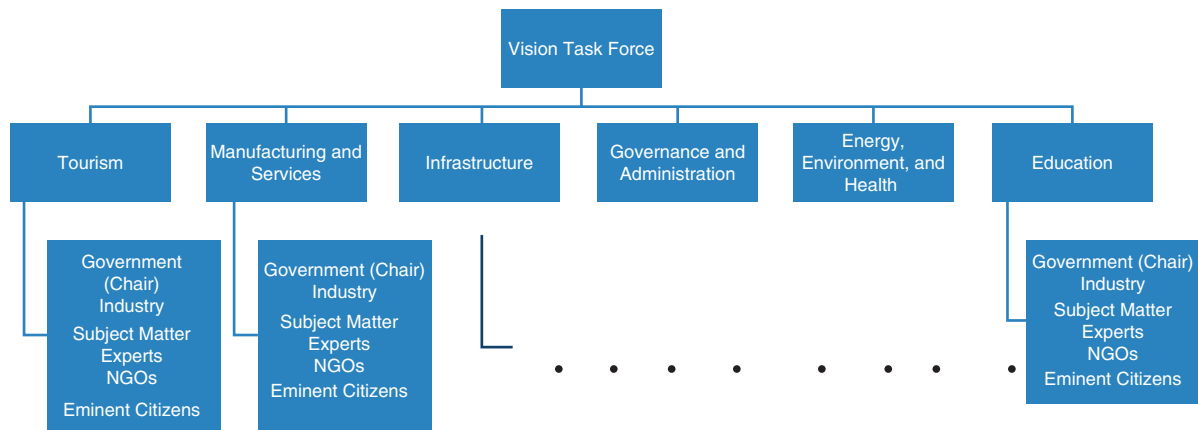 Vision Task Force
Tourism
Manufacturing and
Services
Infrastructure
Governance and
Administration
Energy,
Environment, and
Health
Education
Government
(Chair)
Industry
Subject Matter
Experts
NGOs
Eminent Citizens
Government (Chair)
Industry
Subject Matter
Experts
NGOs
Eminent Citizens
Government (Chair)
Industry
Subject Matter
Experts
NGOs
Eminent Citizens